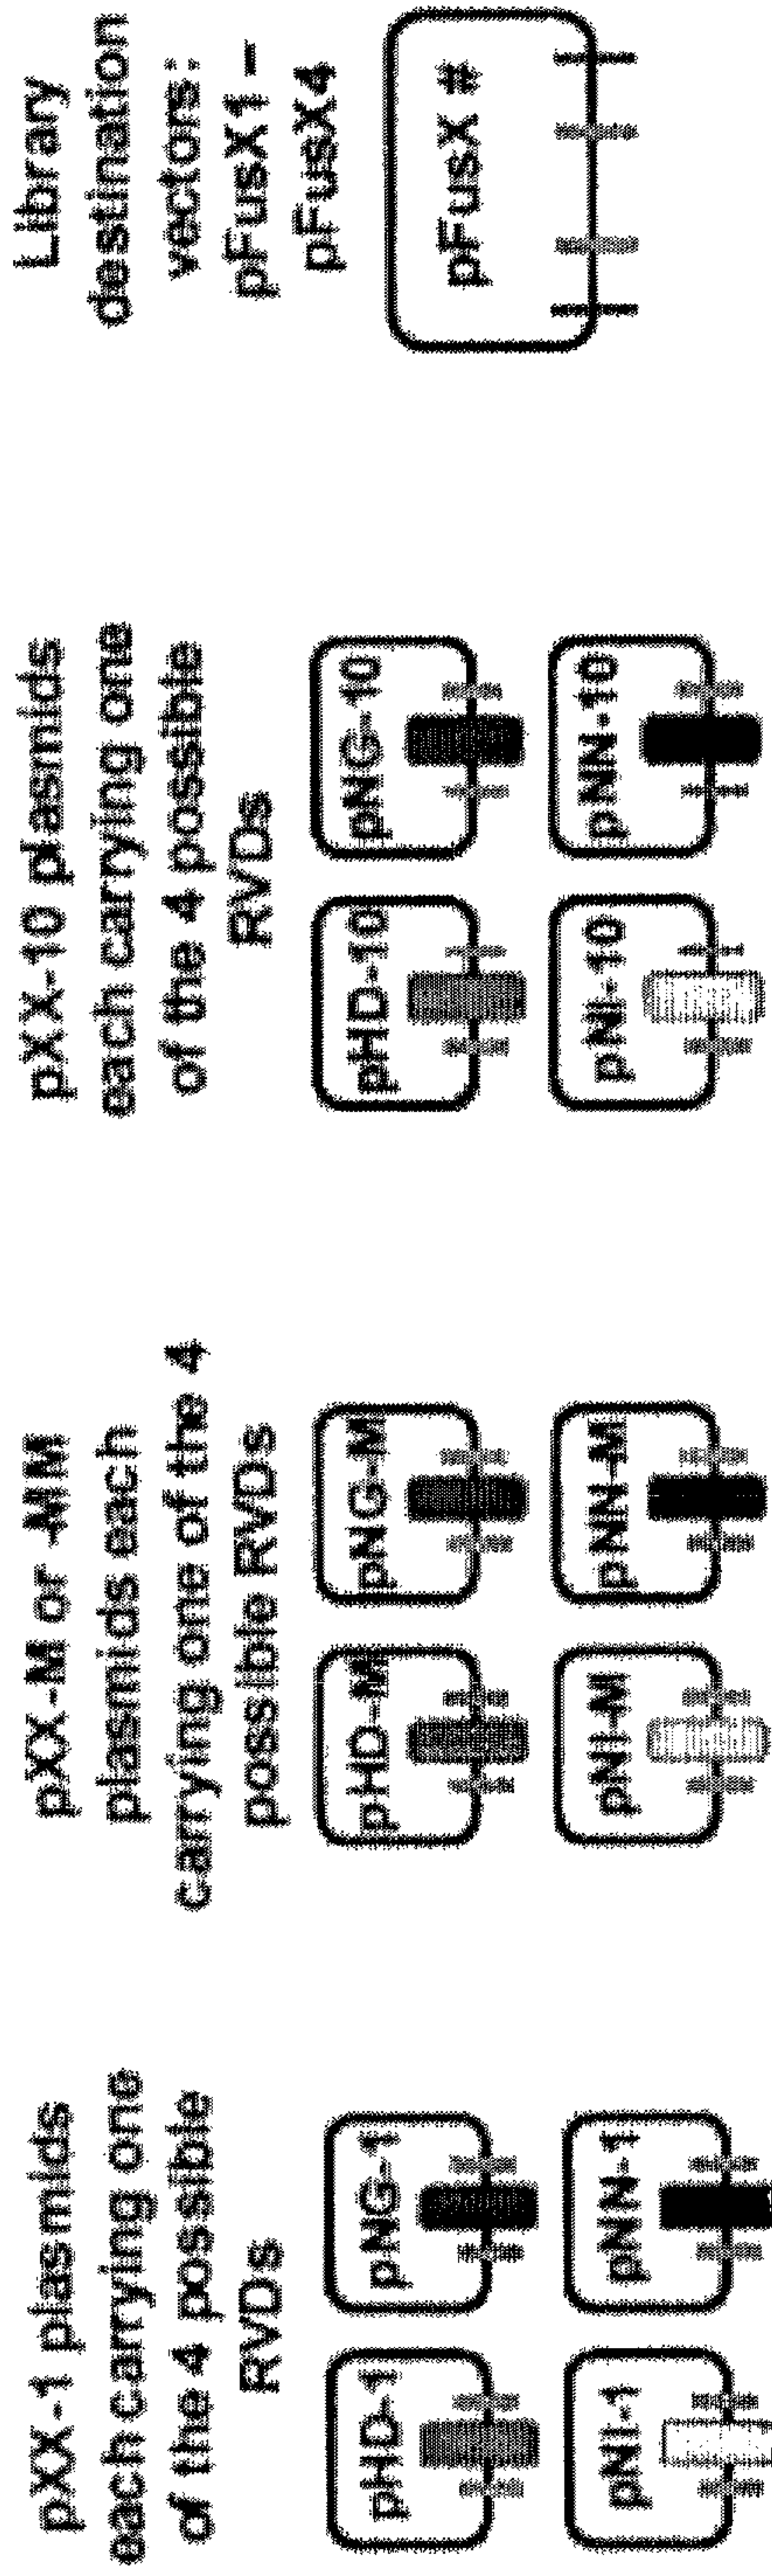 pXX-1 plasmids
each carrying one
of the 4 possible
RVDs
pHD-1
pNG-1
pNI-1
pNN-1
pXX-M or -MM
plasmids each
carrying one of the 4
possible RVDs
pHD-M
pNG-M
pNI-M
pNN-M
pXX-10 plasmids
each carrying one
of the 4 possible
RVDs
pHD-10
pNG-10
pNI-10
pNN-10
Library
destination
vectors:
pFusX1 –
pFusX4
pFusX #